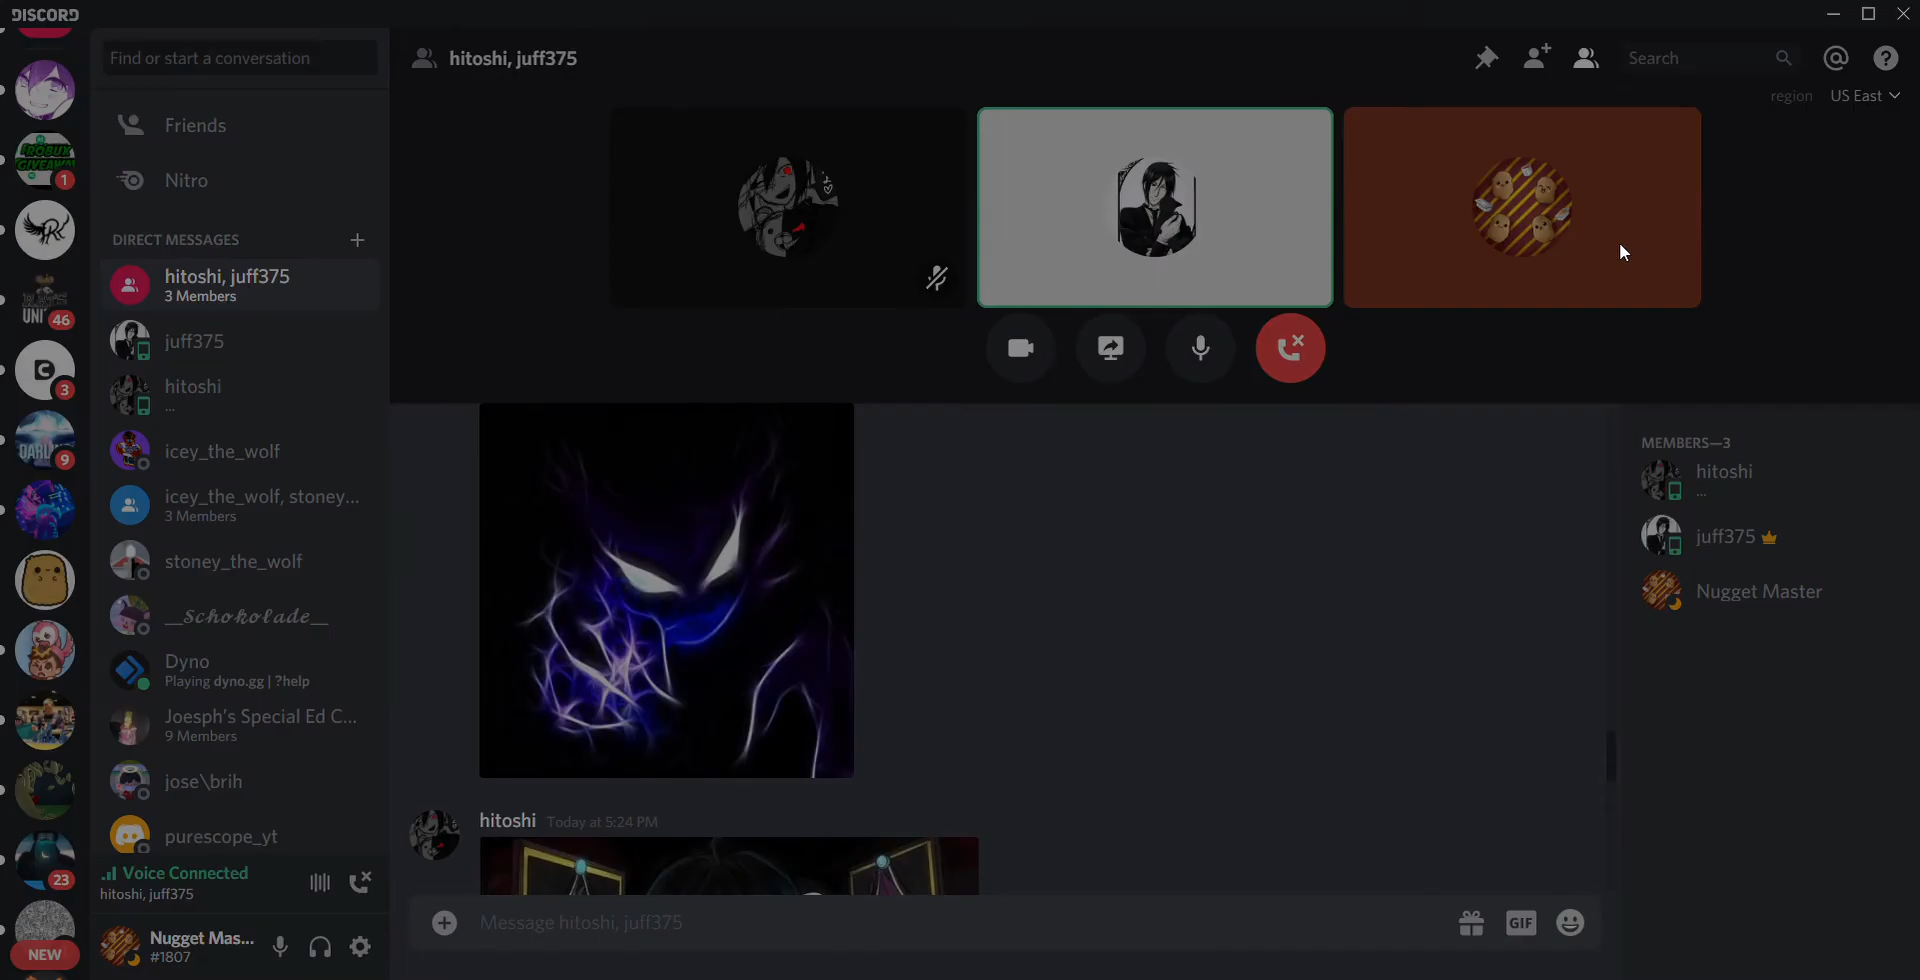 DISCORD
Find or start a conversation
Friends
Nitro
DIRECT MESSAGES
hitoshi, juff375
3 Members
juff375
hitoshi
...
icey_the_wolf
icey_the_wolf, stoney...
3 Members
stoney_the_wolf
__𝓢𝓬𝓱𝓸𝓴𝓸𝓵𝓪𝓭𝓮__
Dyno
Playing dyno.gg | ?help
Joesph's Special Ed C...
9 Members
jose\brih
purescope_yt
Voice Connected
hitoshi, juff375
Nugget Mas...
#1807
ROBUX
GIVEAWAY
1
46
3
9
23
NEW
hitoshi, juff375
Search
region US East
hitoshi Today at 5:24 PM
Message hitoshi, juff375
GIF
MEMBERS—3
hitoshi
...
juff375
Nugget Master